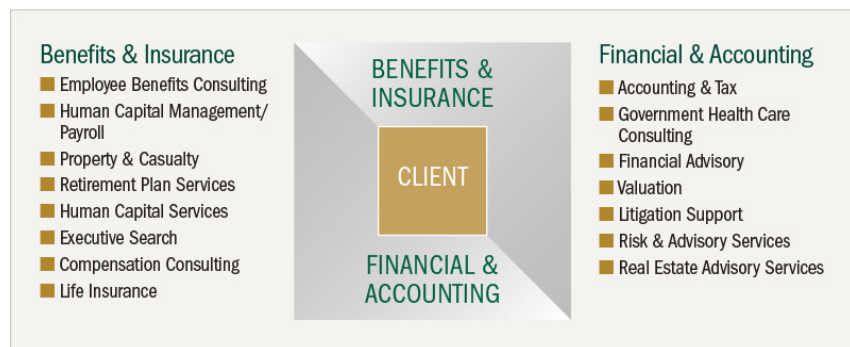 Benefits & Insurance
Employee Benefits Consulting
Human Capital Management/
Payroll
Property & Casualty
Retirement Plan Services
Human Capital Services
Executive Search
Compensation Consulting
Life Insurance
BENEFITS &
INSURANCE
CLIENT
FINANCIAL &
ACCOUNTING
Financial & Accounting
Accounting & Tax
Government Health Care
Consulting
Financial Advisory
Valuation
Litigation Support
Risk & Advisory Services
Real Estate Advisory Services